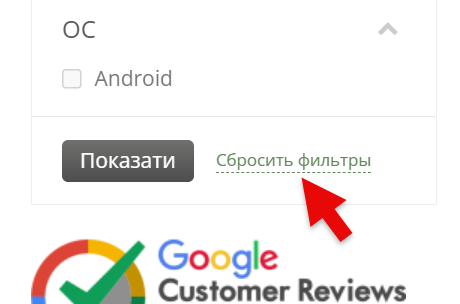 ОС
Android
Показати
Сбросить фильтры
Google
Customer Reviews